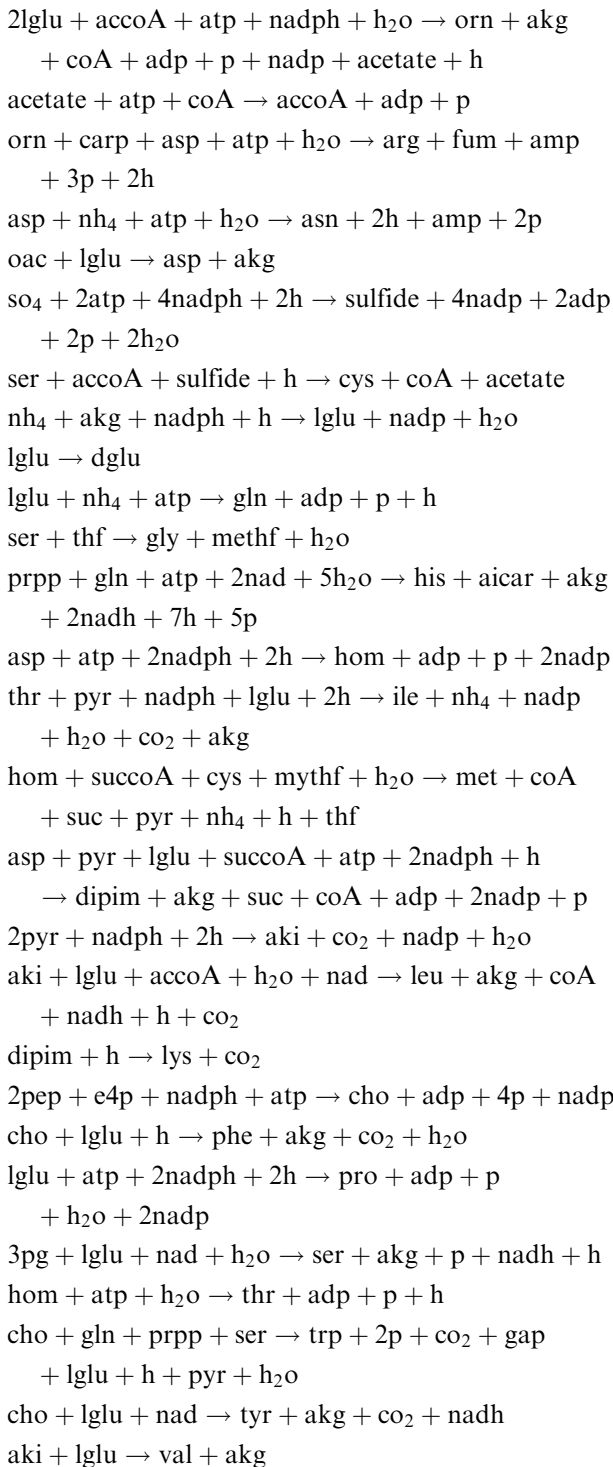 2lglu + accoA + atp + nadph + h₂o → orn + akg
+ coA + adp + p + nadp + acetate + h
acetate + atp + coA → accoA + adp + p
orn + carp + asp + atp + h₂o → arg + fum + amp
+ 3p + 2h
asp + nh₄ + atp + h₂o → asn + 2h + amp + 2p
oac + lglu → asp + akg
so₄ + 2atp + 4nadph + 2h → sulfide + 4nadp + 2adp
+ 2p + 2h₂o
ser + accoA + sulfide + h → cys + coA + acetate
nh₄ + akg + nadph + h → lglu + nadp + h₂o
lglu → dglu
lglu + nh₄ + atp → gln + adp + p + h
ser + thf → gly + methf + h₂o
prpp + gln + atp + 2nad + 5h₂o → his + aicar + akg
+ 2nadh + 7h + 5p
asp + atp + 2nadph + 2h → hom + adp + p + 2nadp
thr + pyr + nadph + lglu + 2h → ile + nh₄ + nadp
+ h₂o + co₂ + akg
hom + succoA + cys + mythf + h₂o → met + coA
+ suc + pyr + nh₄ + h + thf
asp + pyr + lglu + succoA + atp + 2nadph + h
→ dipim + akg + suc + coA + adp + 2nadp + p
2pyr + nadph + 2h → aki + co₂ + nadp + h₂o
aki + lglu + accoA + h₂o + nad → leu + akg + coA
+ nadh + h + co₂
dipim + h → lys + co₂
2pep + e4p + nadph + atp → cho + adp + 4p + nadp
cho + lglu + h → phe + akg + co₂ + h₂o
lglu + atp + 2nadph + 2h → pro + adp + p
+ h₂o + 2nadp
3pg + lglu + nad + h₂o → ser + akg + p + nadh + h
hom + atp + h₂o → thr + adp + p + h
cho + gln + prpp + ser → trp + 2p + co₂ + gap
+ lglu + h + pyr + h₂o
cho + lglu + nad → tyr + akg + co₂ + nadh
aki + lglu → val + akg